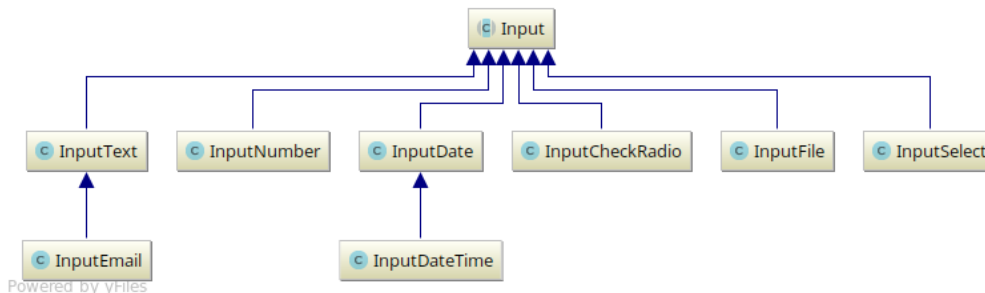 C Input
C InputText
C InputNumber
C InputDate
C InputCheckRadio
C InputFile
C InputSelect
C InputEmail
C InputDateTime
Powered by yFiles